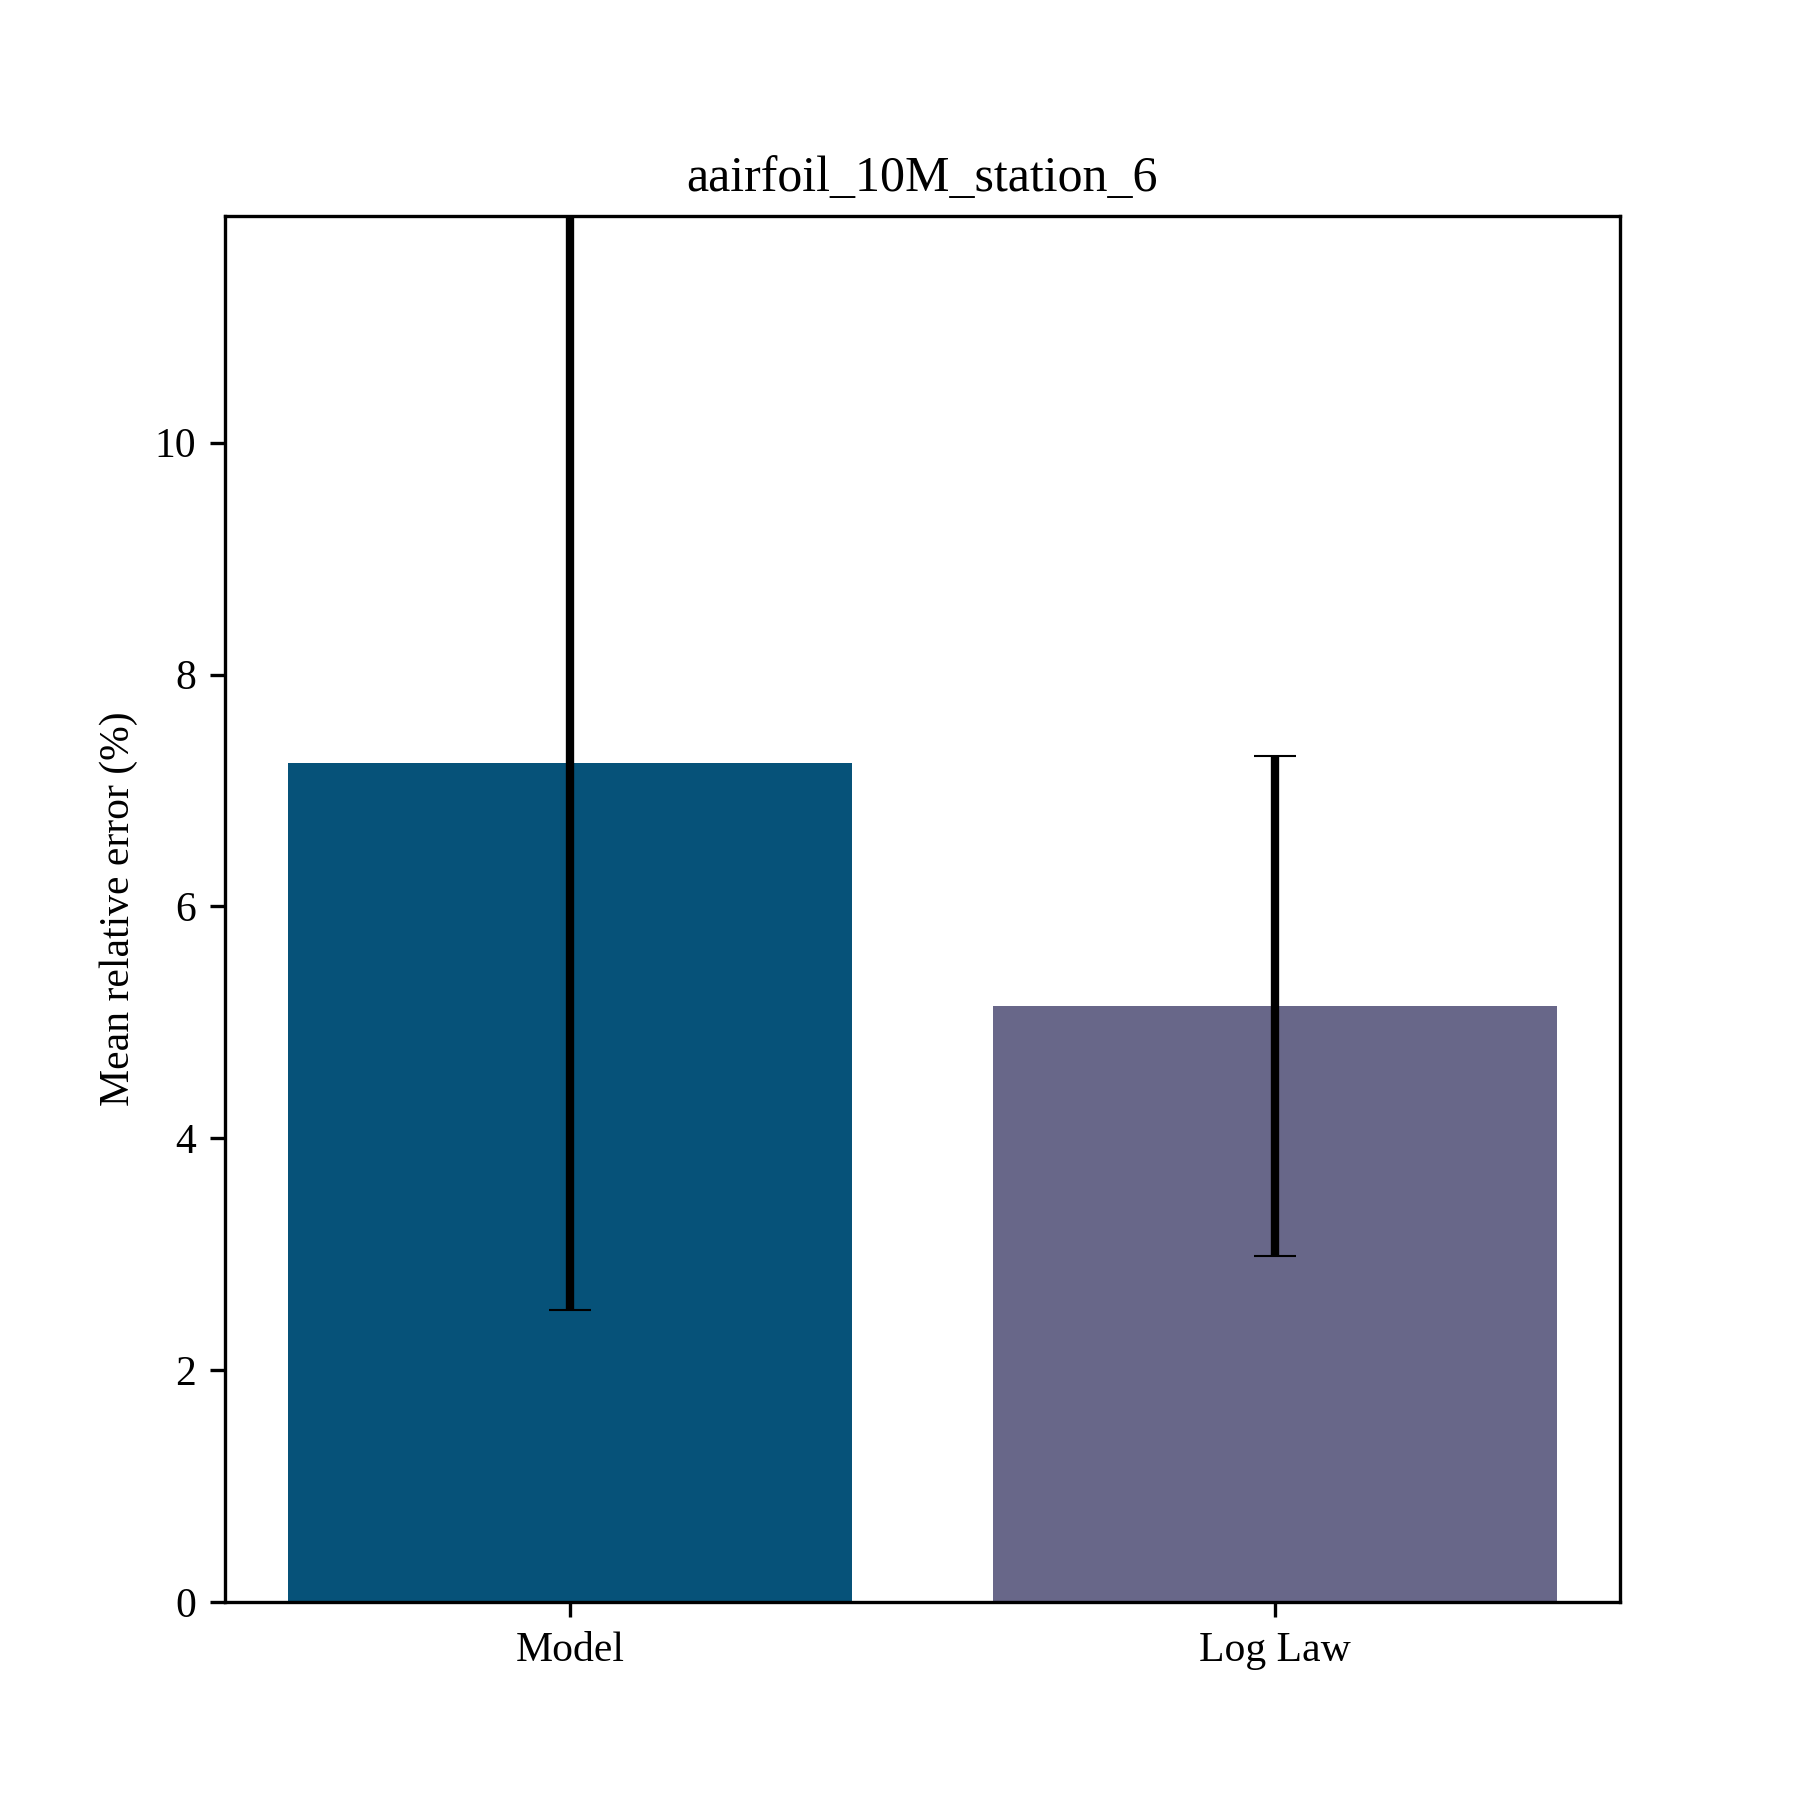 aairfoil_10M_station_6
Mean relative error (%)
10
8
6
4
2
0
Model
Log Law